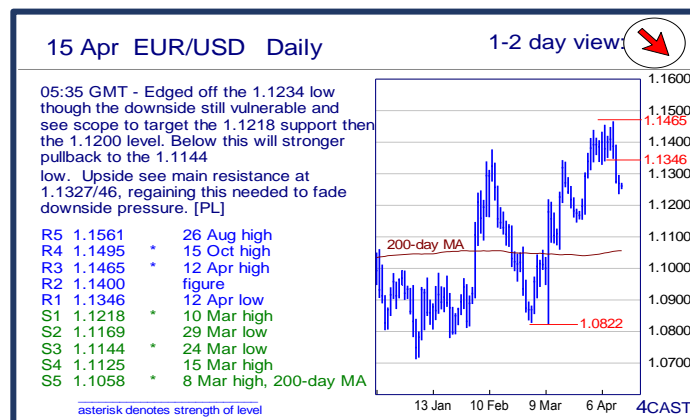 15 Apr EUR/USD Daily
1-2 day view:
05:35 GMT - Edged off the 1.1234 low
though the downside still vulnerable and
see scope to target the 1.1218 support then
the 1.1200 level. Below this will stronger
pullback to the 1.1144
low. Upside see main resistance at
1.1327/46, regaining this needed to fade
downside pressure. [PL]
R5 1.1561 26 Aug high
R4 1.1495 * 15 Oct high
R3 1.1465 * 12 Apr high
R2 1.1400 figure
R1 1.1346 12 Apr low
S1 1.1218 * 10 Mar high
S2 1.1169 29 Mar low
S3 1.1144 * 24 Mar low
S4 1.1125 15 Mar high
S5 1.1058 * 8 Mar high, 200-day MA
asterisk denotes strength of level
1.1600
1.1500
1.1465
1.1400
1.1346
1.1300
1.1200
200-day MA
1.1100
1.1000
1.0900
1.0822
1.0800
1.0700
13 Jan 10 Feb 9 Mar 6 Apr
4CAST